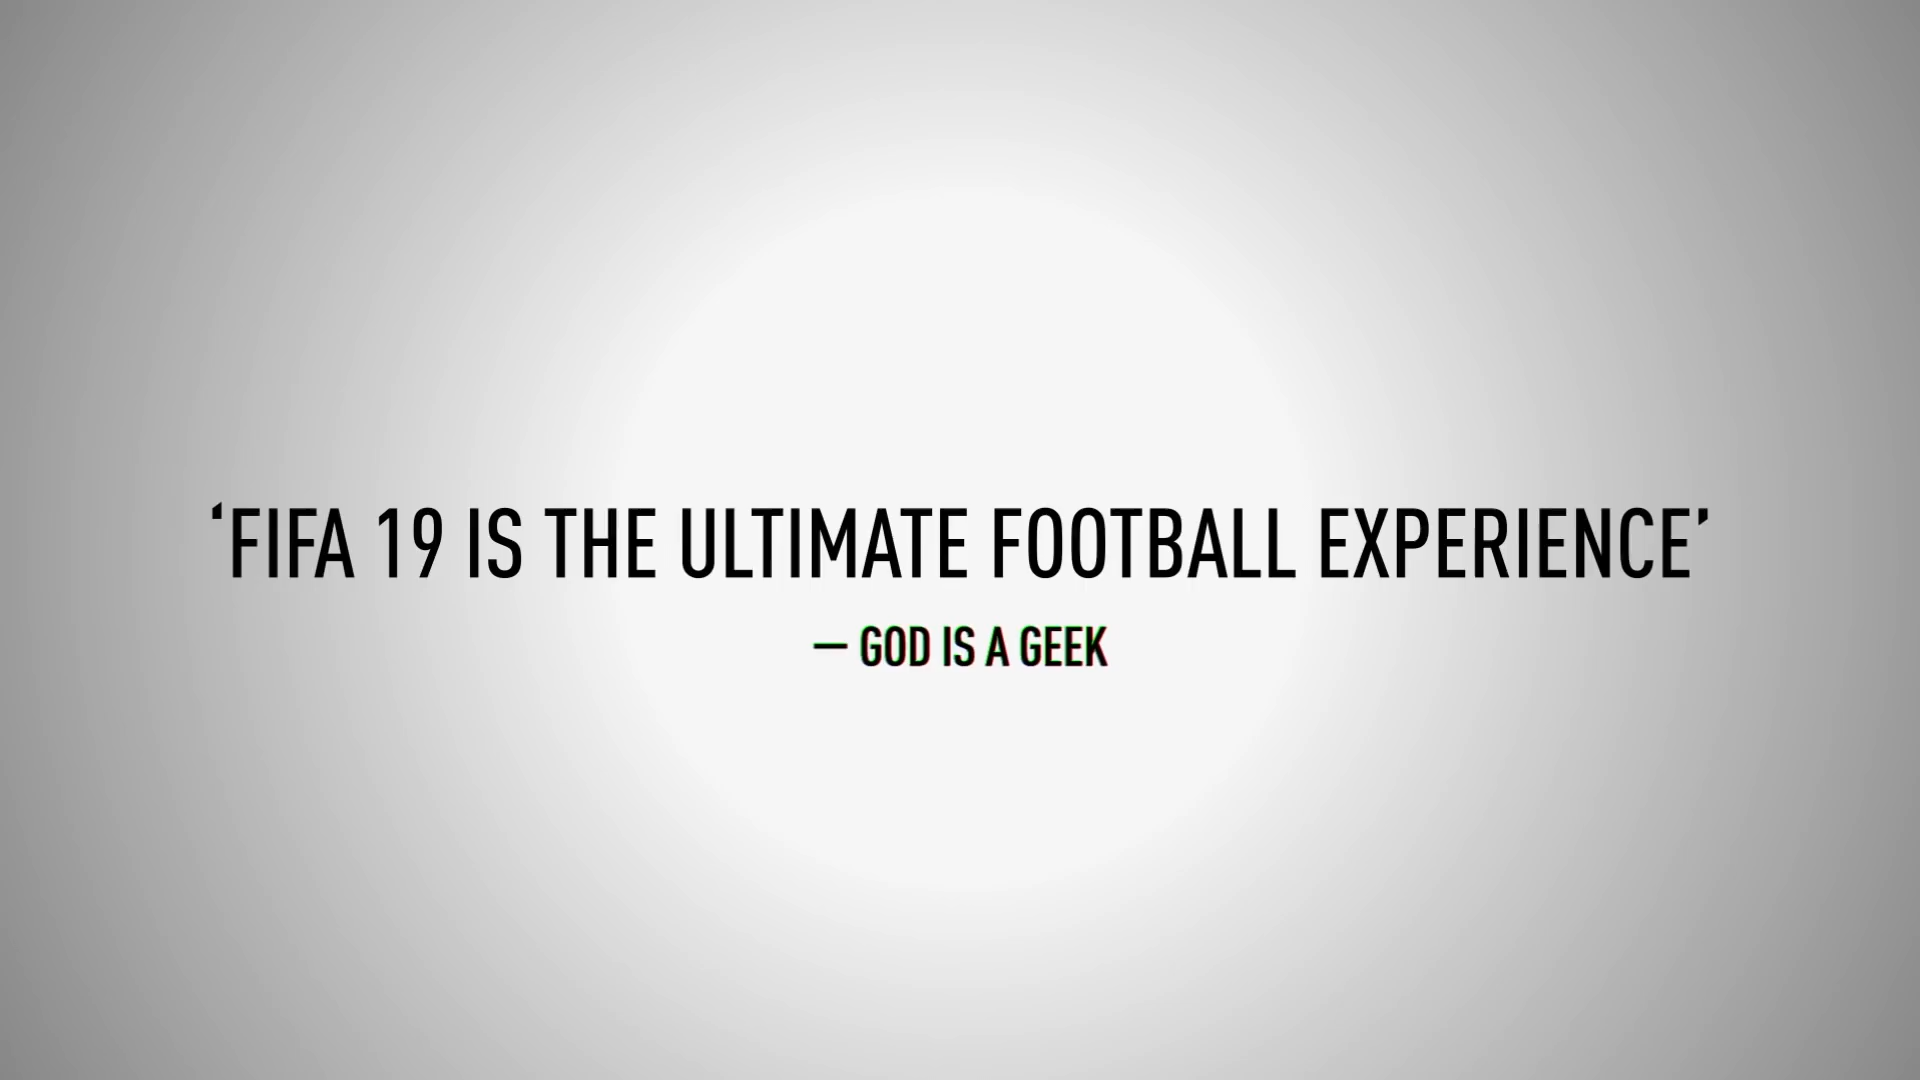 ‘FIFA 19 IS THE ULTIMATE FOOTBALL EXPERIENCE’
– GOD IS A GEEK